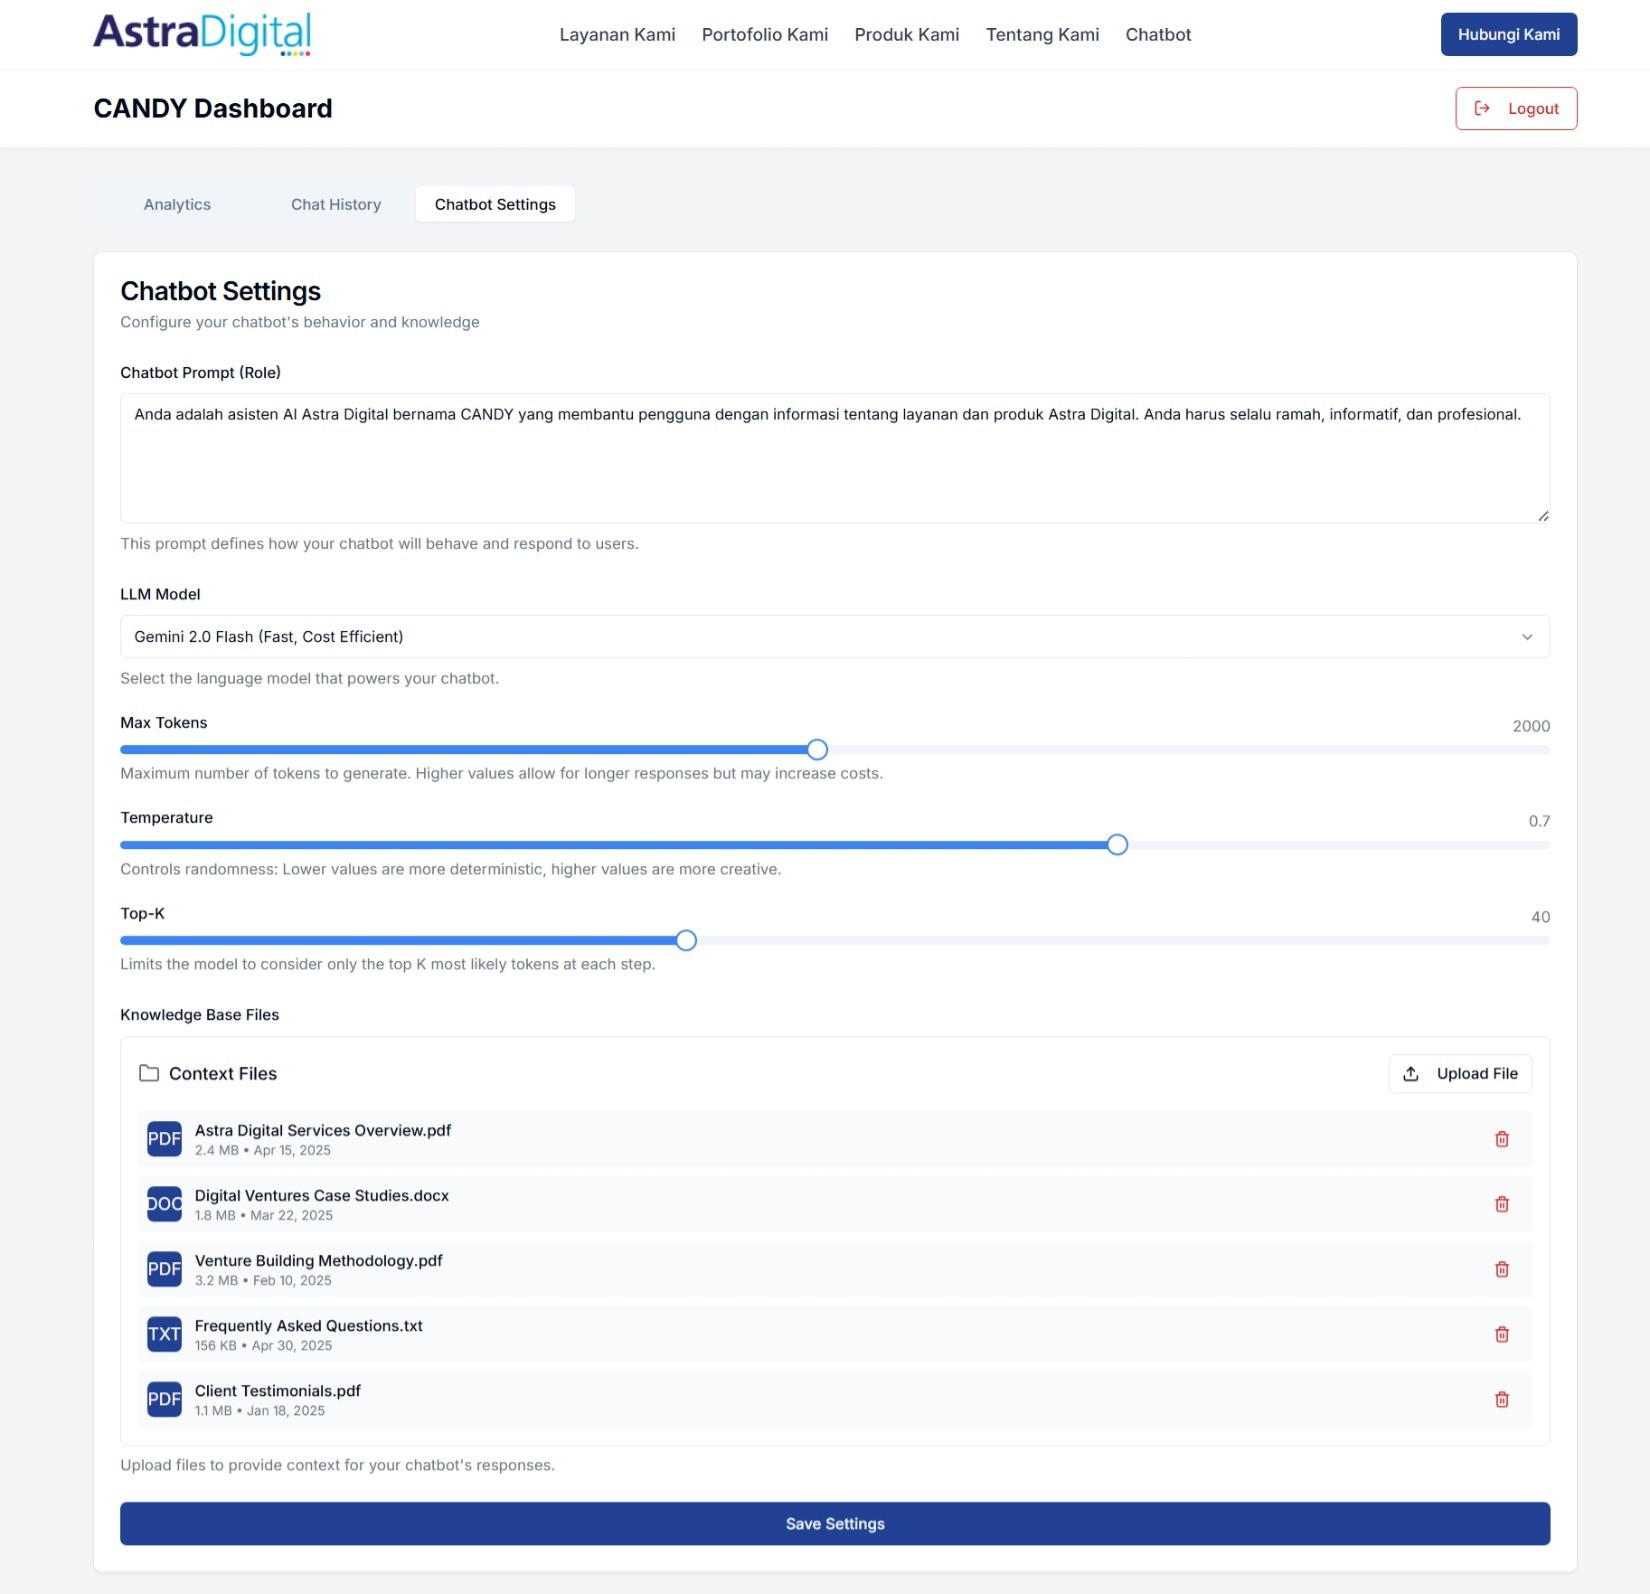 AstraDigital
Layanan Kami
Portofolio Kami
Produk Kami
Tentang Kami
Chatbot
Hubungi Kami
CANDY Dashboard
Logout
Analytics
Chat History
Chatbot Settings
Chatbot Settings
Configure your chatbot's behavior and knowledge
Chatbot Prompt (Role)
Anda adalah asisten AI Astra Digital bernama CANDY yang membantu pengguna dengan informasi tentang layanan dan produk Astra Digital. Anda harus selalu ramah, informatif, dan profesional.
This prompt defines how your chatbot will behave and respond to users.
LLM Model
Gemini 2.0 Flash (Fast, Cost Efficient)
Select the language model that powers your chatbot.
Max Tokens
2000
Maximum number of tokens to generate. Higher values allow for longer responses but may increase costs.
Temperature
0.7
Controls randomness: Lower values are more deterministic, higher values are more creative.
Top-K
40
Limits the model to consider only the top K most likely tokens at each step.
Knowledge Base Files
Context Files
Upload File
PDF
Astra Digital Services Overview.pdf
2.4 MB • Apr 15, 2025
DOC
Digital Ventures Case Studies.docx
1.8 MB • Mar 22, 2025
PDF
Venture Building Methodology.pdf
3.2 MB • Feb 10, 2025
TXT
Frequently Asked Questions.txt
156 KB • Apr 30, 2025
PDF
Client Testimonials.pdf
1.1 MB • Jan 18, 2025
Upload files to provide context for your chatbot's responses.
Save Settings